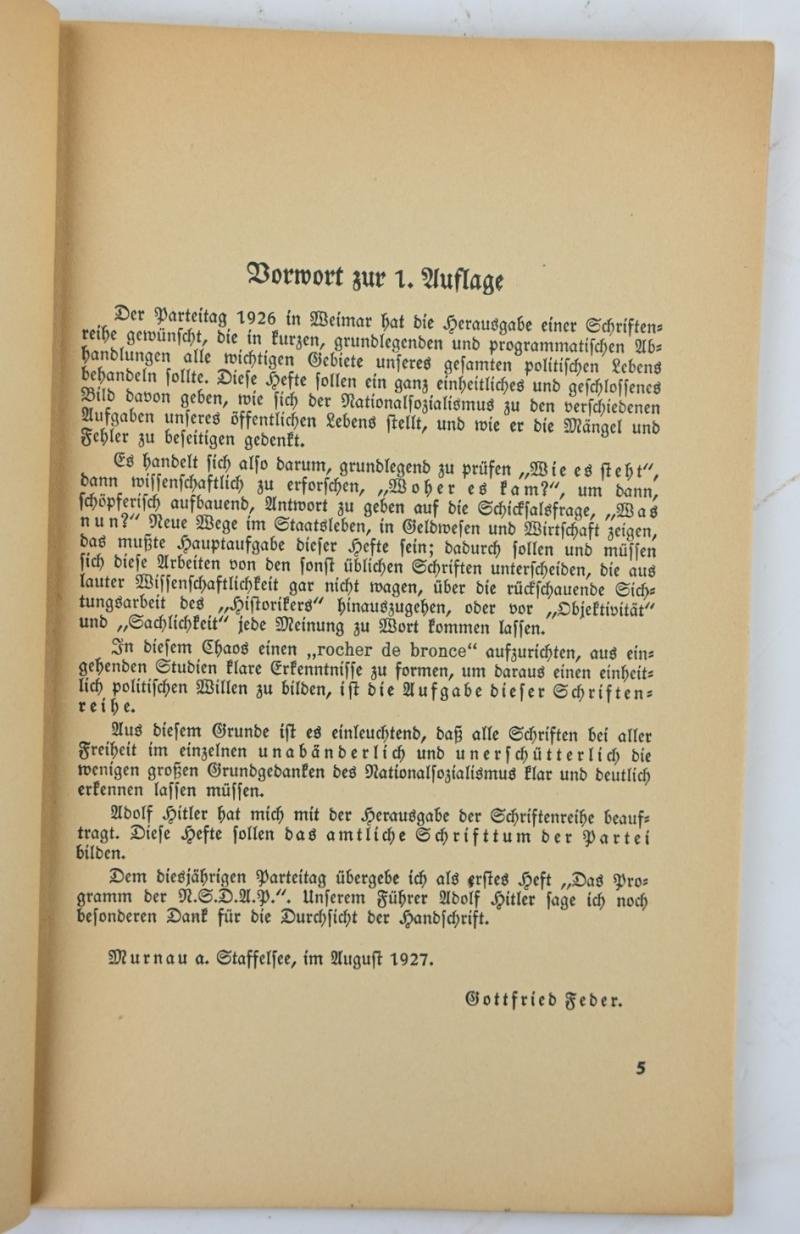 Vorwort zur 1. Auflage
Der Parteitag 1926 in Weimar hat die Herausgabe einer Schriften-
reihe gewünscht, die in kurzen, grundlegenden und programmatischen Ab-
handlungen alle wichtigen Gebiete unseres gesamten politischen Lebens
behandeln sollte. Diese Hefte sollen ein ganz einheitliches und geschlossenes
Bild davon geben, wie sich der Nationalsozialismus zu den verschiedenen
Aufgaben unseres öffentlichen Lebens stellt, und wie er die Mängel und
Fehler zu beseitigen gedenkt.
Es handelt sich also darum, grundlegend zu prüfen „Wie es steht“,
dann wissenschaftlich zu erforschen, „Woher es kam?“, um dann,
schöpferisch aufbauend, Antwort zu geben auf die Schicksalsfrage, „Was
nun?“ Neue Wege im Staatsleben, in Geldwesen und Wirtschaft zeigen,
das mußte Hauptaufgabe dieser Hefte sein; dadurch sollen und müssen
sich diese Arbeiten von den sonst üblichen Schriften unterscheiden, die aus
lauter Wissenschaftlichkeit gar nicht wagen, über die rückschauende Sich-
tungsarbeit des „Historikers“ hinauszugehen, oder vor „Objektivität“
und „Sachlichkeit“ jede Meinung zu Wort kommen lassen.
In diesem Chaos einen „rocher de bronce“ aufzurichten, aus ein-
gehenden Studien klare Erkenntnisse zu formen, um daraus einen einheit-
lich politischen Willen zu bilden, ist die Aufgabe dieser Schriften-
reihe.
Aus diesem Grunde ist es einleuchtend, daß alle Schriften bei aller
Freiheit im einzelnen unabänderlich und unerschütterlich die
wenigen großen Grundgedanken des Nationalsozialismus klar und deutlich
erkennen lassen müssen.
Adolf Hitler hat mich mit der Herausgabe der Schriftenreihe beauf-
tragt. Diese Hefte sollen das amtliche Schrifttum der Partei
bilden.
Dem diesjährigen Parteitag übergebe ich als erstes Heft „Das Pro-
gramm der N.S.D.A.P.“. Unserem Führer Adolf Hitler sage ich noch
besonderen Dank für die Durchsicht der Handschrift.
Murnau a. Staffelsee, im August 1927.
Gottfried Feder.
5